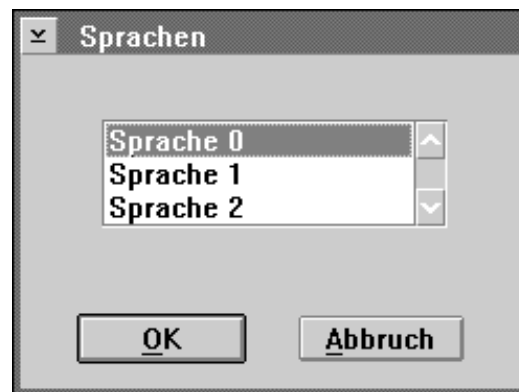 Sprachen
Sprache 0
Sprache 1
Sprache 2
OK
Abbruch